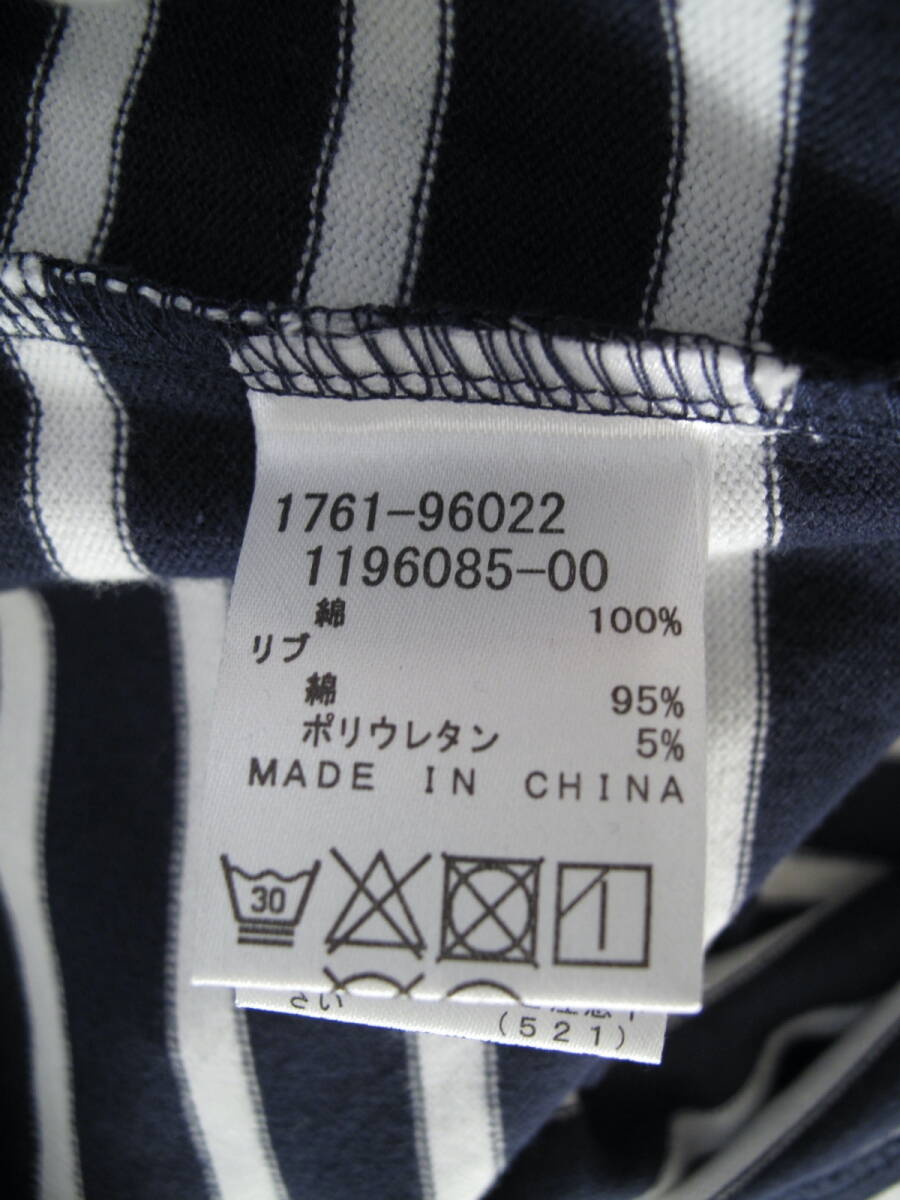 1761-96022
1196085-00
綿 100%
リブ
綿 95%
ポリウレタン 5%
MADE IN CHINA
30
さい
(521)